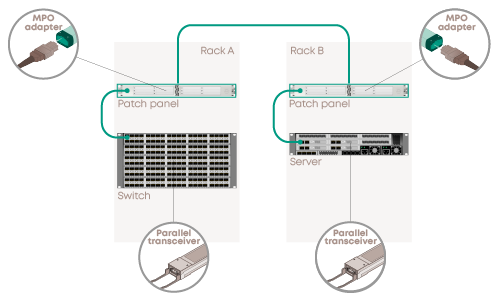 MPO
adapter
MPO
adapter
Rack A
Rack B
Patch panel
Patch panel
Switch
Server
Parallel
transceiver
Parallel
transceiver